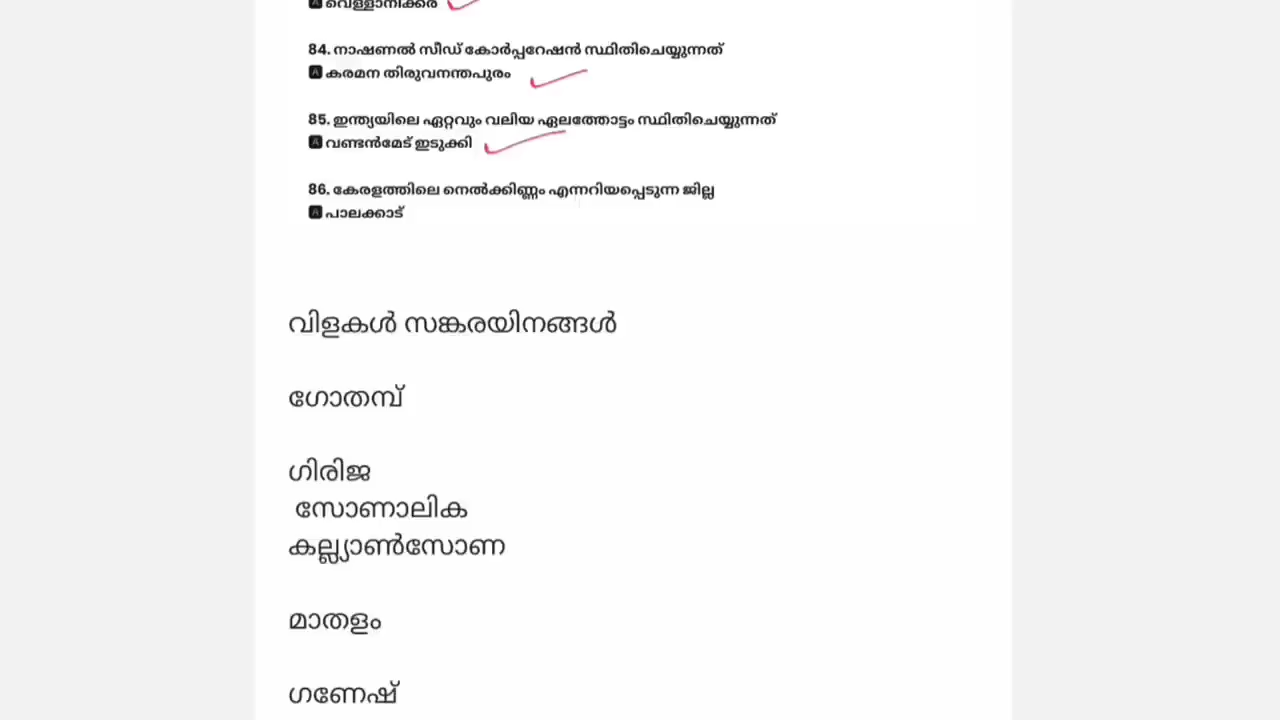 A വെള്ളാനിക്കര
84. നാഷണൽ സീഡ് കോർപ്പറേഷൻ സ്ഥിതിചെയ്യുന്നത്
A കരമന തിരുവനന്തപുരം
85. ഇന്ത്യയിലെ ഏറ്റവും വലിയ ഏലത്തോട്ടം സ്ഥിതിചെയ്യുന്നത്
A വണ്ടൻമേട് ഇടുക്കി
86. കേരളത്തിലെ നെൽക്കിണ്ണം എന്നറിയപ്പെടുന്ന ജില്ല
A പാലക്കാട്
വിളകൾ സങ്കരയിനങ്ങൾ
ഗോതമ്പ്
ഗിരിജ
സോണാലിക
കല്ല്യാൺസോണ
മാതളം
ഗണേഷ്